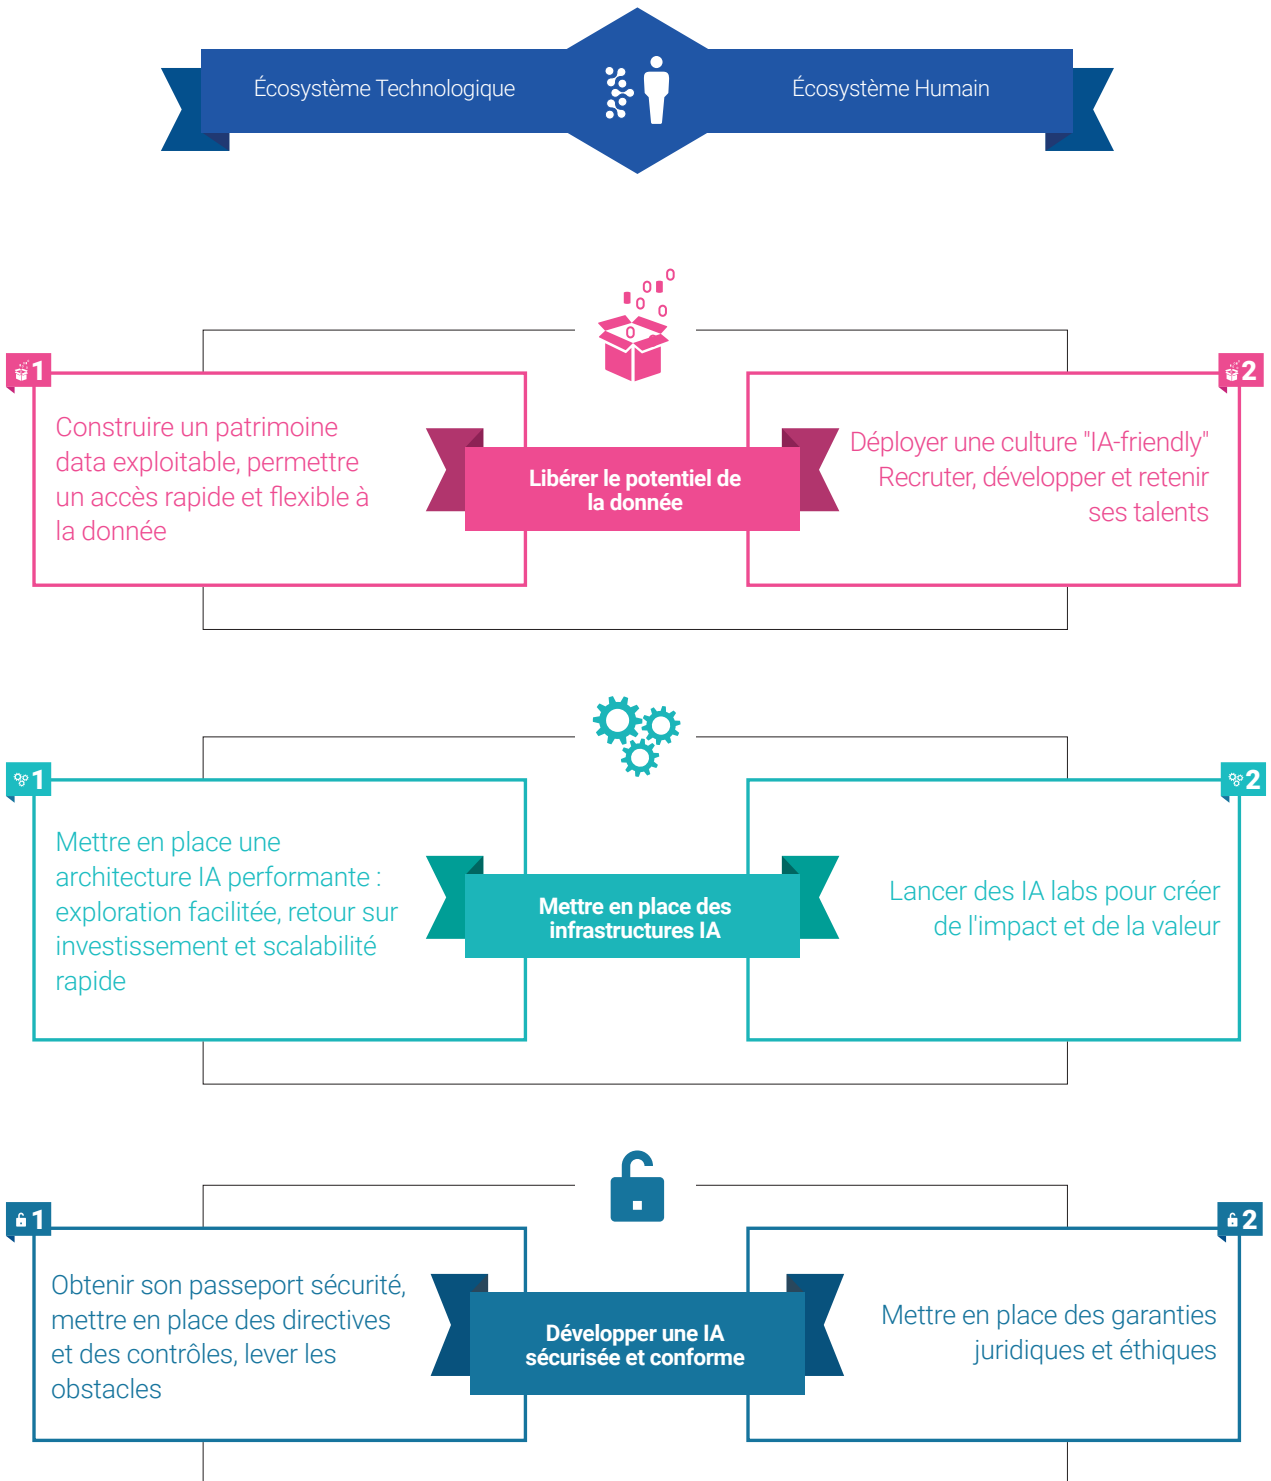 Écosystème Technologique
Écosystème Humain
1
Construire un patrimoine
data exploitable, permettre
un accès rapide et flexible à
la donnée
Libérer le potentiel de
la donnée
2
Déployer une culture "IA-friendly"
Recruter, développer et retenir
ses talents
1
Mettre en place une
architecture IA performante :
exploration facilitée, retour sur
investissement et scalabilité
rapide
Mettre en place des
infrastructures IA
2
Lancer des IA labs pour créer
de l'impact et de la valeur
1
Obtenir son passeport sécurité,
mettre en place des directives
et des contrôles, lever les
obstacles
Développer une IA
sécurisée et conforme
2
Mettre en place des garanties
juridiques et éthiques